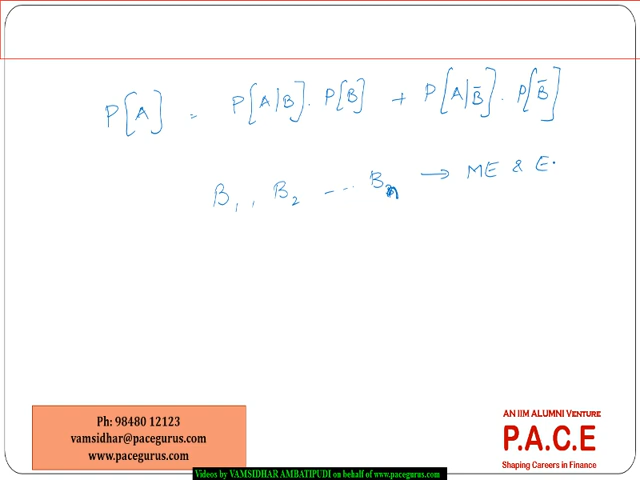 P[A] = P[A|B] . P[B] + P[A|B̄] . P[B̄]
B₁ , B₂ --- Bₙ → ME & E.
Ph: 98480 12123
vamsidhar@pacegurus.com
www.pacegurus.com
AN IIM ALUMNI VENTURE
P.A.C.E
Shaping Careers in Finance
Videos by VAMSIDHAR AMBATIPUDI on behalf of www.pacegurus.com